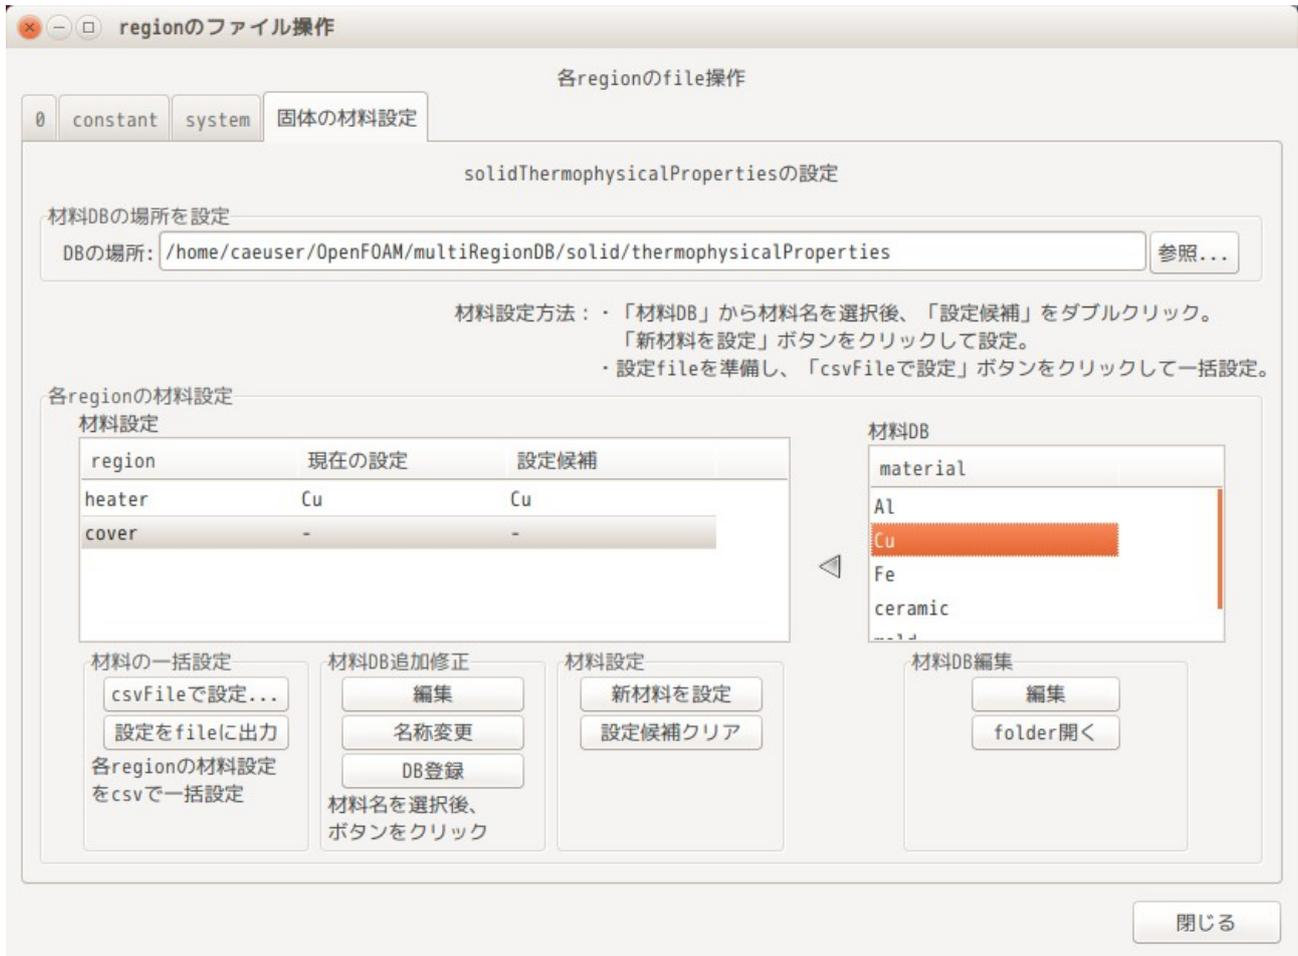 regionのファイル操作
各regionのfile操作
0 constant system 固体の材料設定
solidThermophysicalPropertiesの設定
材料DBの場所を設定
DBの場所: /home/caeuser/OpenFOAM/multiRegionDB/solid/thermophysicalProperties 参照...
材料設定方法：・「材料DB」から材料名を選択後、「設定候補」をダブルクリック。
「新材料を設定」ボタンをクリックして設定。
・設定fileを準備し、「csvFileで設定」ボタンをクリックして一括設定。
各regionの材料設定
材料設定
region 現在の設定 設定候補
heater Cu Cu
cover - -
材料DB
material
Al
Cu
Fe
ceramic
材料の一括設定
csvFileで設定...
設定をfileに出力
各regionの材料設定
をcsvで一括設定
材料DB追加修正
編集
名称変更
DB登録
材料名を選択後、
ボタンをクリック
材料設定
新材料を設定
設定候補クリア
材料DB編集
編集
folder開く
閉じる